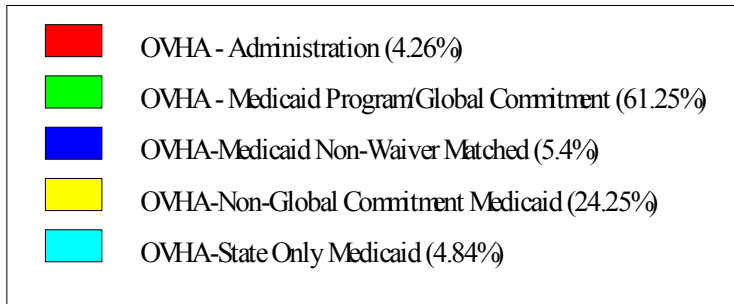 OVHA - Administration (4.26%)
OVHA - Medicaid Program/Global Commitment (61.25%)
OVHA-Medicaid Non-Waiver Matched (5.4%)
OVHA-Non-Global Commitment Medicaid (24.25%)
OVHA-State Only Medicaid (4.84%)